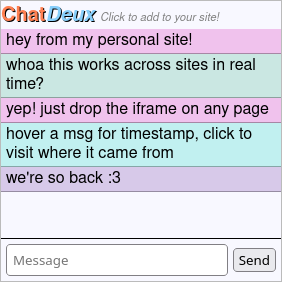 ChatDeux Click to add to your site!
hey from my personal site!
whoa this works across sites in real
time?
yep! just drop the iframe on any page
hover a msg for timestamp, click to
visit where it came from
we're so back :3
Message Send